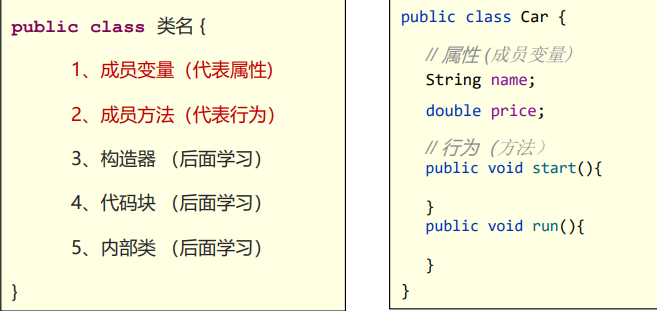 public class 类名 {
1、成员变量（代表属性)
2、成员方法（代表行为）
3、构造器 （后面学习）
4、代码块 （后面学习）
5、内部类 （后面学习）
}
public class Car {
// 属性 (成员变量）
String name;
double price;
// 行为（方法）
public void start(){
}
public void run(){
}
}